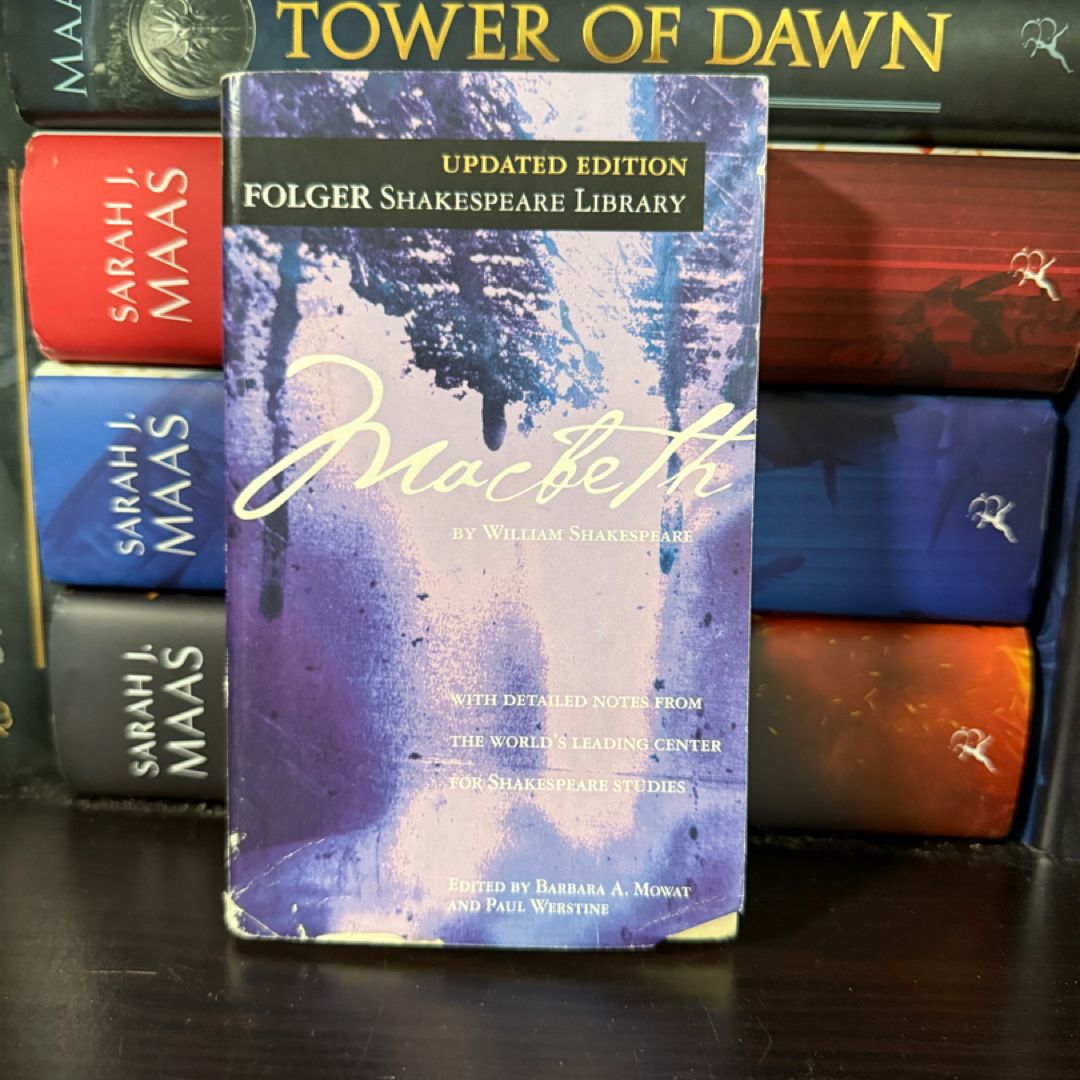 MAA
TOWER OF DAWN
UPDATED EDITION
FOLGER SHAKESPEARE LIBRARY
SARAH J.
MAAS
Macbeth
BY WILLIAM SHAKESPEARE
SARAH J.
MAAS
WITH DETAILED NOTES FROM
THE WORLD'S LEADING CENTER
FOR SHAKESPEARE STUDIES
SARAH J.
MAAS
EDITED BY BARBARA A. MOWAT
AND PAUL WERSTINE